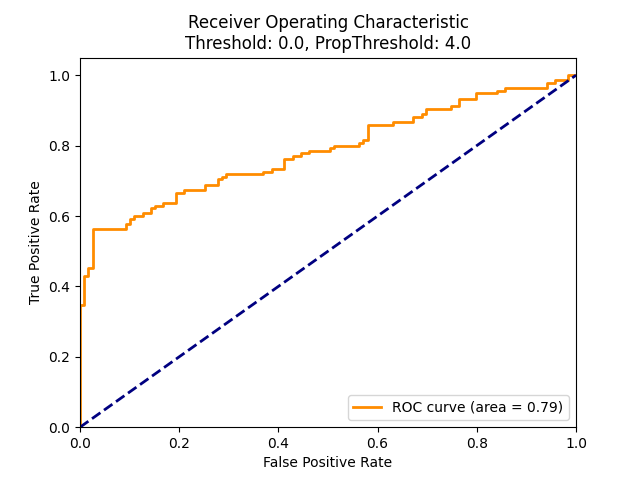 Receiver Operating Characteristic
Threshold: 0.0, PropThreshold: 4.0
1.0
0.8
0.6
0.4
0.2
0.0
True Positive Rate
ROC curve (area = 0.79)
0.0 0.2 0.4 0.6 0.8 1.0
False Positive Rate